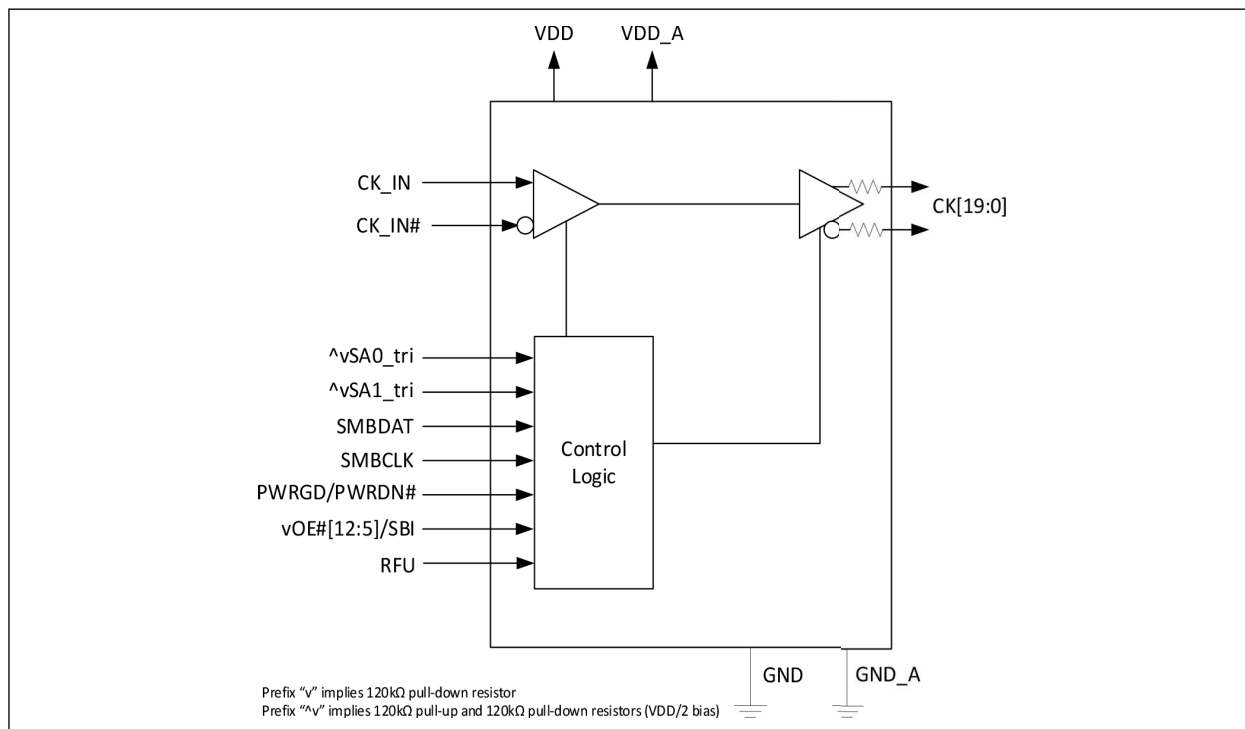 VDD
VDD_A
CK_IN
CK_IN#
CK[19:0]
^vSA0_tri
^vSA1_tri
SMBDAT
SMBCLK
PWRGD/PWRDN#
vOE#[12:5]/SBI
RFU
Control
Logic
GND
GND_A
Prefix “v” implies 120kΩ pull-down resistor
Prefix “^v” implies 120kΩ pull-up and 120kΩ pull-down resistors (VDD/2 bias)